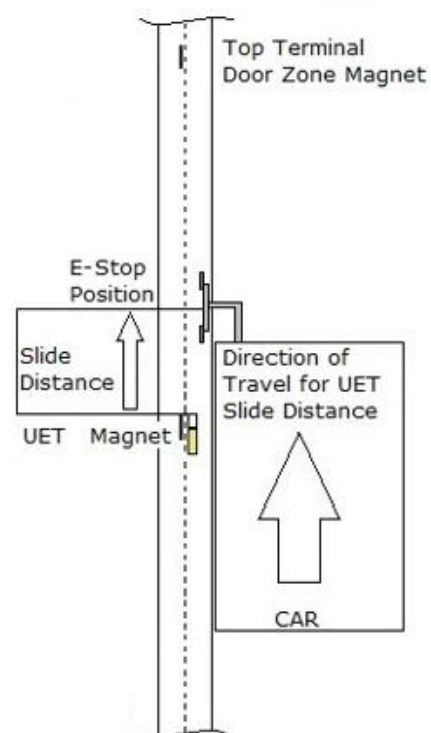 Top Terminal
Door Zone Magnet
E-Stop
Position
Slide
Distance
Direction of
Travel for UET
Slide Distance
UET Magnet
CAR